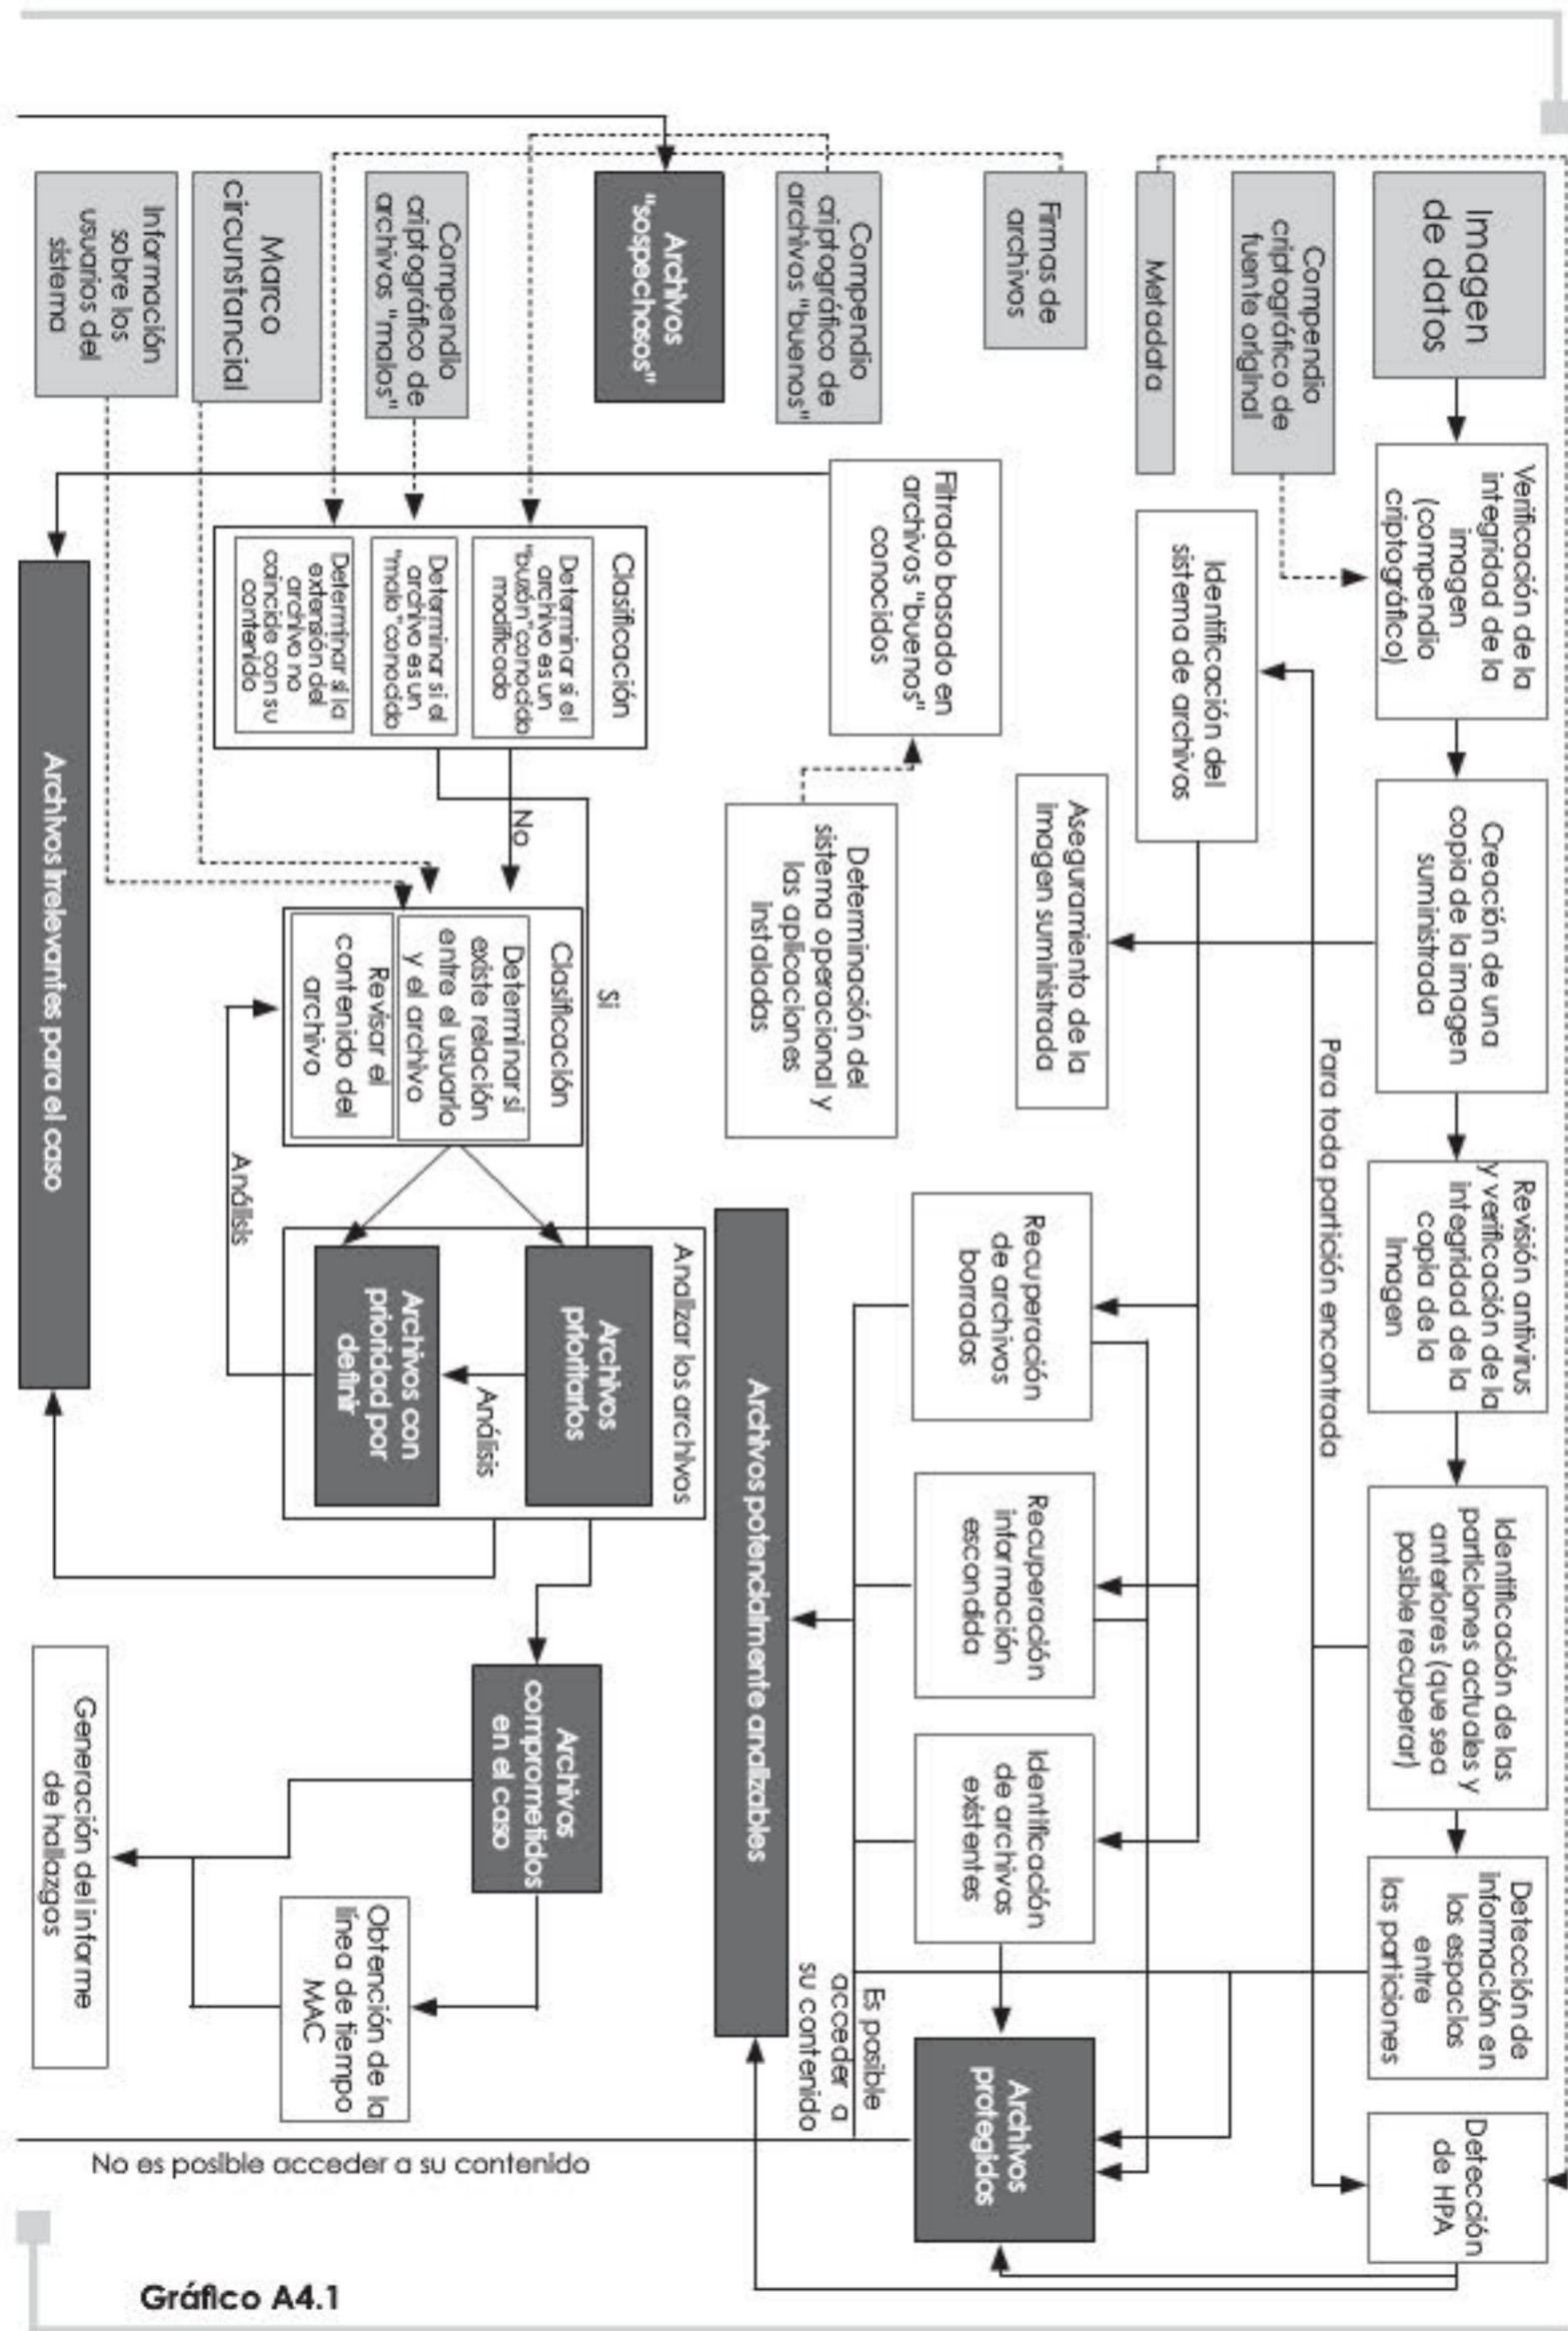 Imagen
de datos
Verificación de la
integridad de la
imagen
(compendio
criptográfico)
Creación de una
copia de la imagen
suministrada
Revisión antivirus
y verificación de la
integridad de la
copia de la
imagen
Identificación de las
particiones actuales y
anteriores (que sea
posible recuperar)
Detección de
información en
los espacios
entre
las particiones
Detección
de HPA
Compendio
criptográfico de
fuente original
Para toda partición encontrada
Metadata
Identificación del
sistema de archivos
Aseguramiento de la
imagen suministrada
Firmas de
archivos
Recuperación
de archivos
borrados
Recuperación
información
escondida
Identificación
de archivos
existentes
Archivos
protegidos
Filtrado basado en
archivos "buenos"
conocidos
Determinación del
sistema operacional y
las aplicaciones
instaladas
Compendio
criptográfico de
archivos "buenos"
Es posible
acceder a
su contenido
Archivos potencialmente analizables
Archivos
"sospechosos"
Clasificación
Determinar si el
archivo es un
"buxón" conocido
modificado
Determinar si el
archivo es un
"malo" conocido
Determinar si la
extensión del
archivo no
coincide con su
contenido
No
Si
Clasificación
Determinar si
existe relación
entre el usuario
y el archivo
Revisar el
contenido del
archivo
Análisis
Analizar los archivos
Archivos
prioritarios
Análisis
Archivos con
prioridad por
definir
Archivos
comprometidos
en el caso
Obtención de la
línea de tiempo
MAC
Generación del informe
de hallazgos
Compendio
criptográfico de
archivos "malos"
Marco
circunstancial
Información
sobre los
usuarios del
sistema
Archivos irrelevantes para el caso
No es posible acceder a su contenido
Gráfico A4.1